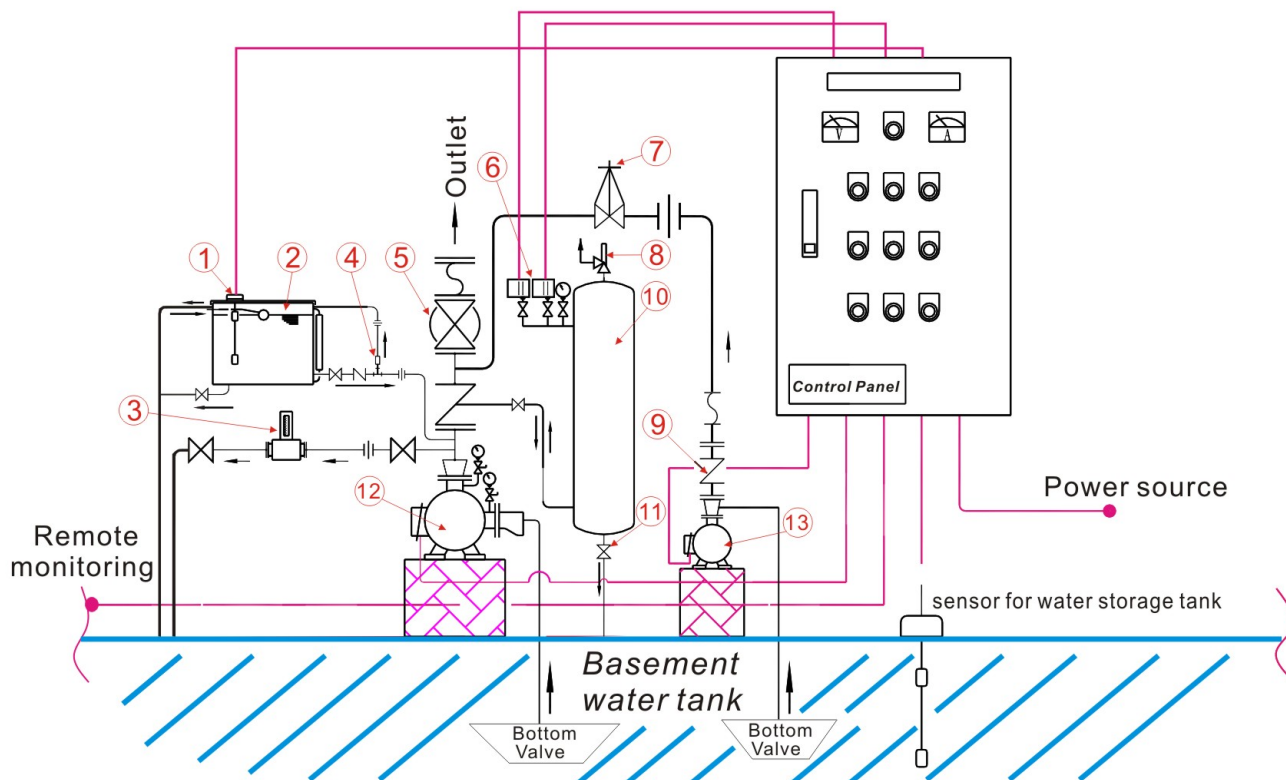 7
Outlet
6
8
1
2
4
5
V
A
10
Control Panel
3
9
Power source
12
11
13
Remote
monitoring
sensor for water storage tank
Basement
water tank
Bottom
Valve
Bottom
Valve